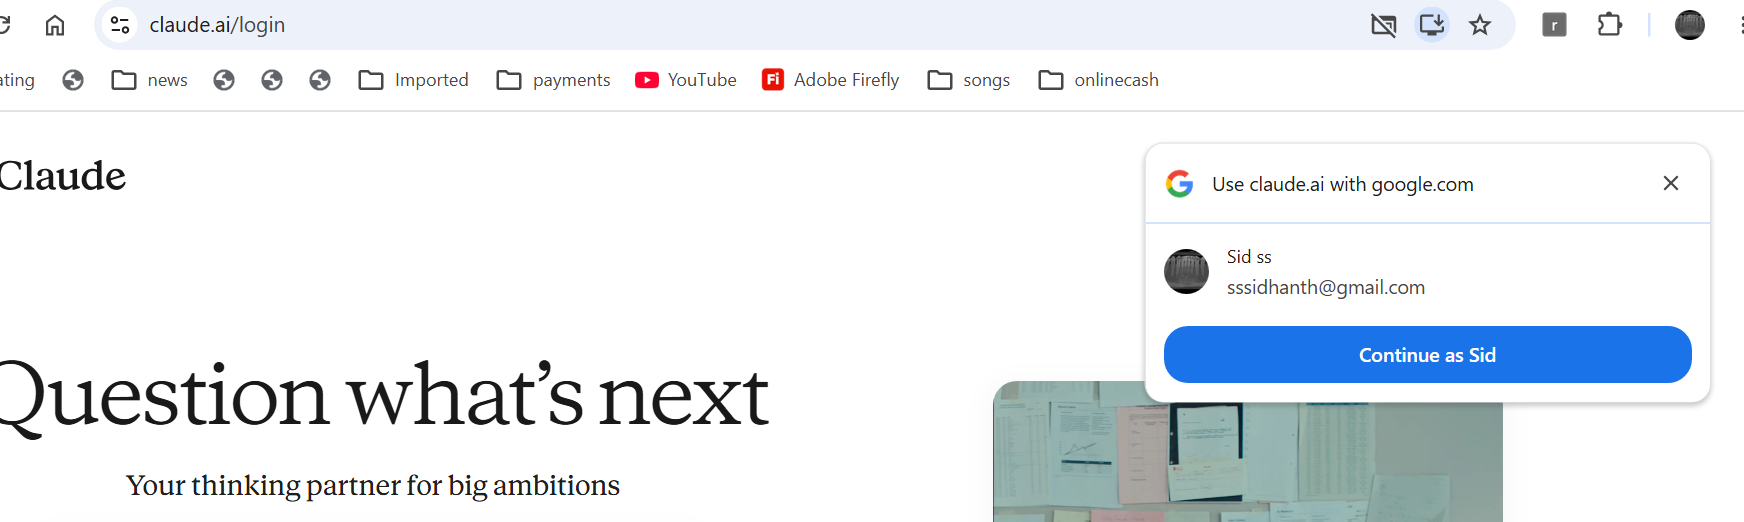 claude.ai/login
r
ating
news
Imported
payments
YouTube
Fi
Adobe Firefly
songs
onlinecash
Claude
Use claude.ai with google.com
Sid ss
sssidhanth@gmail.com
Continue as Sid
Question what's next
Your thinking partner for big ambitions